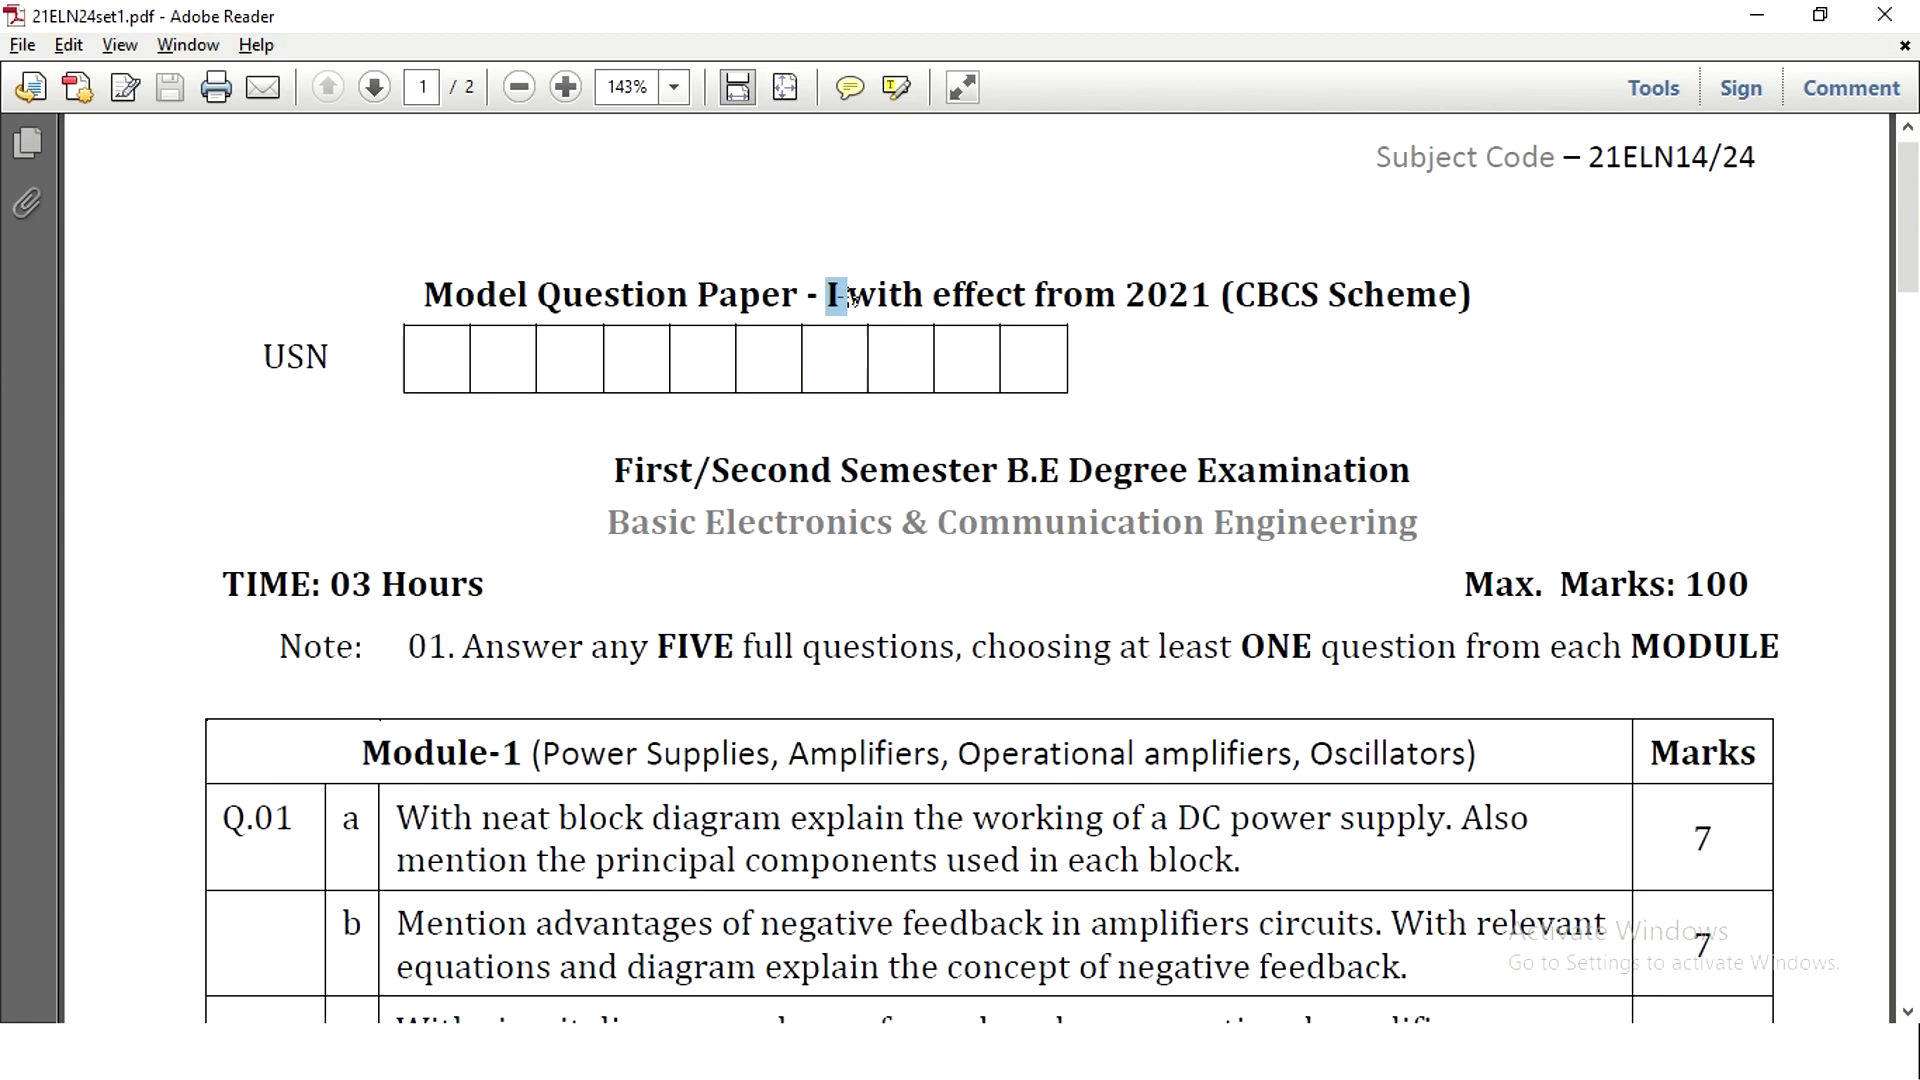 21ELN24set1.pdf - Adobe Reader
File Edit View Window Help
1 / 2 143% Tools Sign Comment
Subject Code – 21ELN14/24
Model Question Paper - I with effect from 2021 (CBCS Scheme)
USN
First/Second Semester B.E Degree Examination
Basic Electronics & Communication Engineering
TIME: 03 Hours Max. Marks: 100
Note: 01. Answer any FIVE full questions, choosing at least ONE question from each MODULE
Module-1 (Power Supplies, Amplifiers, Operational amplifiers, Oscillators) Marks
Q.01 a With neat block diagram explain the working of a DC power supply. Also
mention the principal components used in each block. 7
b Mention advantages of negative feedback in amplifiers circuits. With relevant
equations and diagram explain the concept of negative feedback. 7
Activate Windows
Go to Settings to activate Windows.